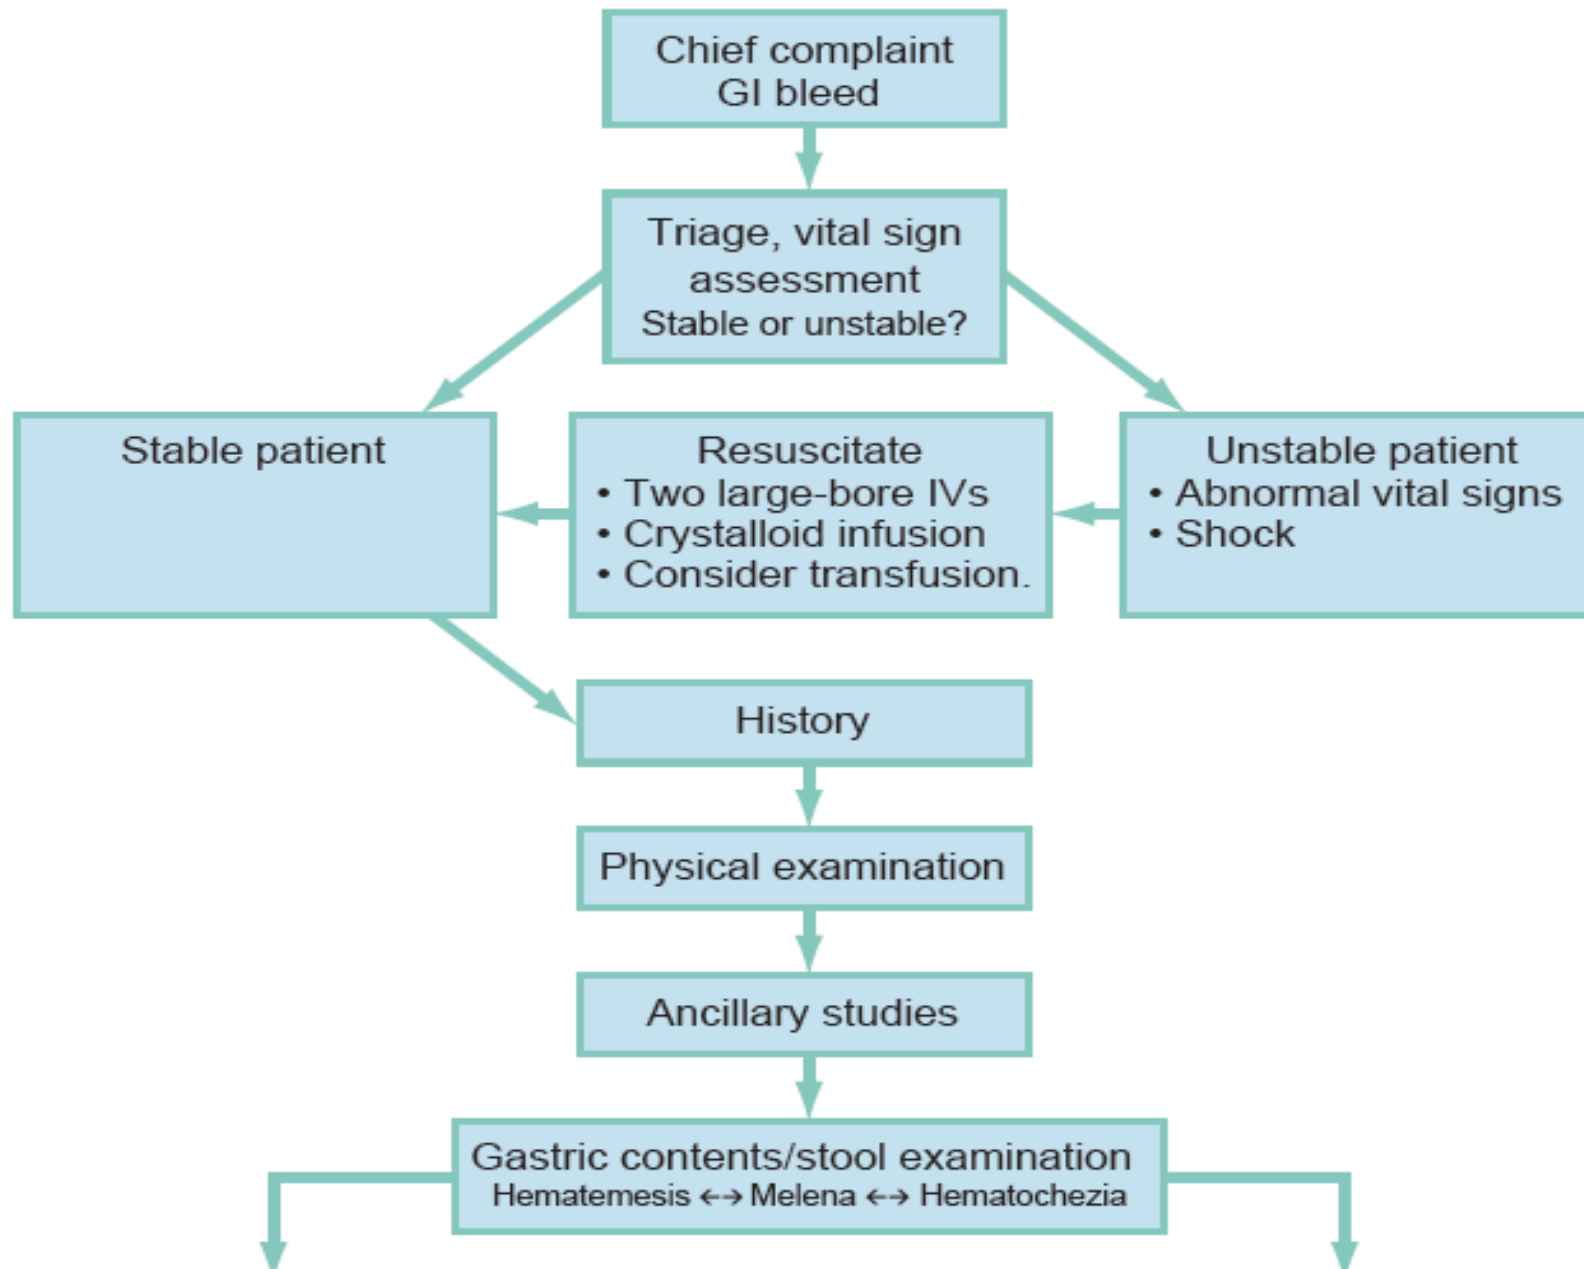 Chief complaint
GI bleed
Triage, vital sign
assessment
Stable or unstable?
Stable patient
Resuscitate
• Two large-bore IVs
• Crystalloid infusion
• Consider transfusion.
Unstable patient
• Abnormal vital signs
• Shock
History
Physical examination
Ancillary studies
Gastric contents/stool examination
Hematemesis ↔ Melena ↔ Hematochezia